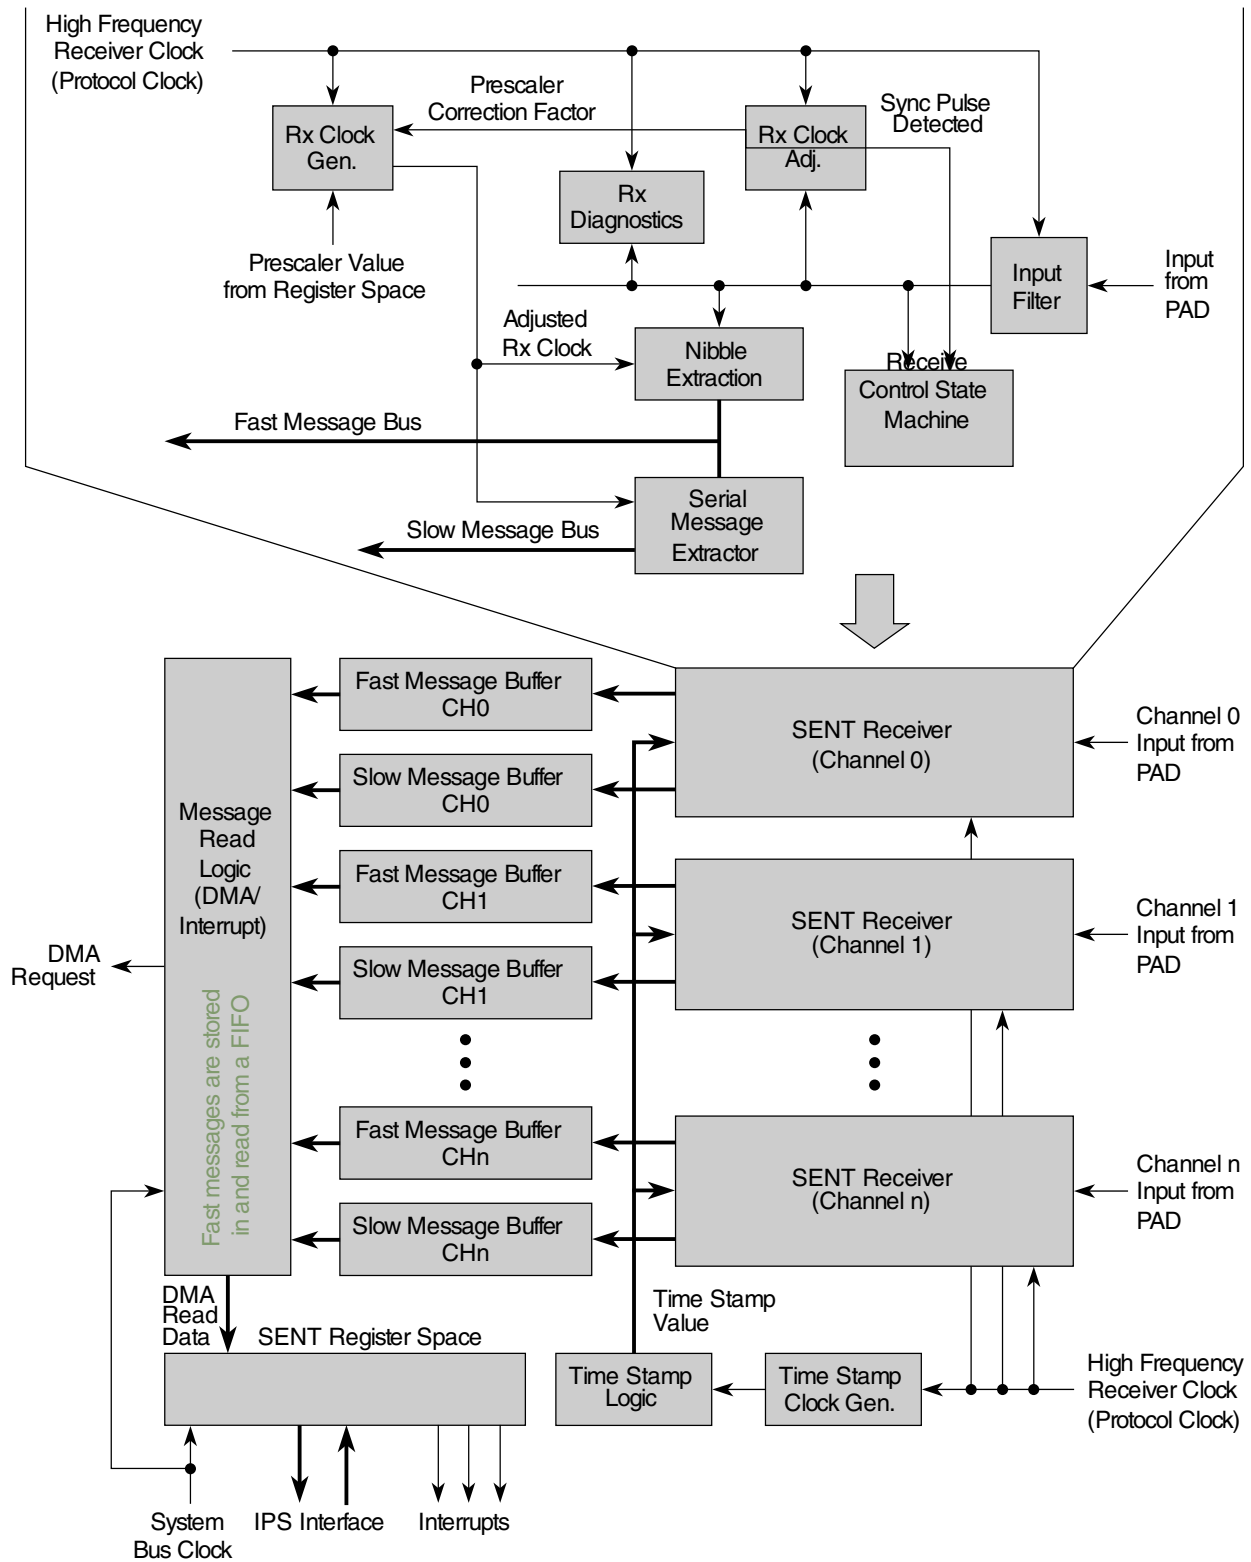 High Frequency
Receiver Clock
(Protocol Clock)
Prescaler
Correction Factor
Sync Pulse
Detected
Rx Clock
Gen.
Rx Clock
Adj.
Rx
Diagnostics
Prescaler Value
from Register Space
Input
Filter
Input
from
PAD
Adjusted
Rx Clock
Nibble
Extraction
Receive
Control State
Machine
Fast Message Bus
Serial
Message
Extractor
Slow Message Bus
Fast Message Buffer
CH0
SENT Receiver
(Channel 0)
Channel 0
Input from
PAD
Slow Message Buffer
CH0
Message
Read
Logic
(DMA/
Interrupt)
Fast Message Buffer
CH1
SENT Receiver
(Channel 1)
Channel 1
Input from
PAD
DMA
Request
Slow Message Buffer
CH1
Fast messages are stored
in and read from a FIFO
Fast Message Buffer
CHn
SENT Receiver
(Channel n)
Channel n
Input from
PAD
Slow Message Buffer
CHn
DMA
Read
Data
SENT Register Space
Time Stamp
Value
Time Stamp
Logic
Time Stamp
Clock Gen.
High Frequency
Receiver Clock
(Protocol Clock)
System
Bus Clock
IPS Interface
Interrupts